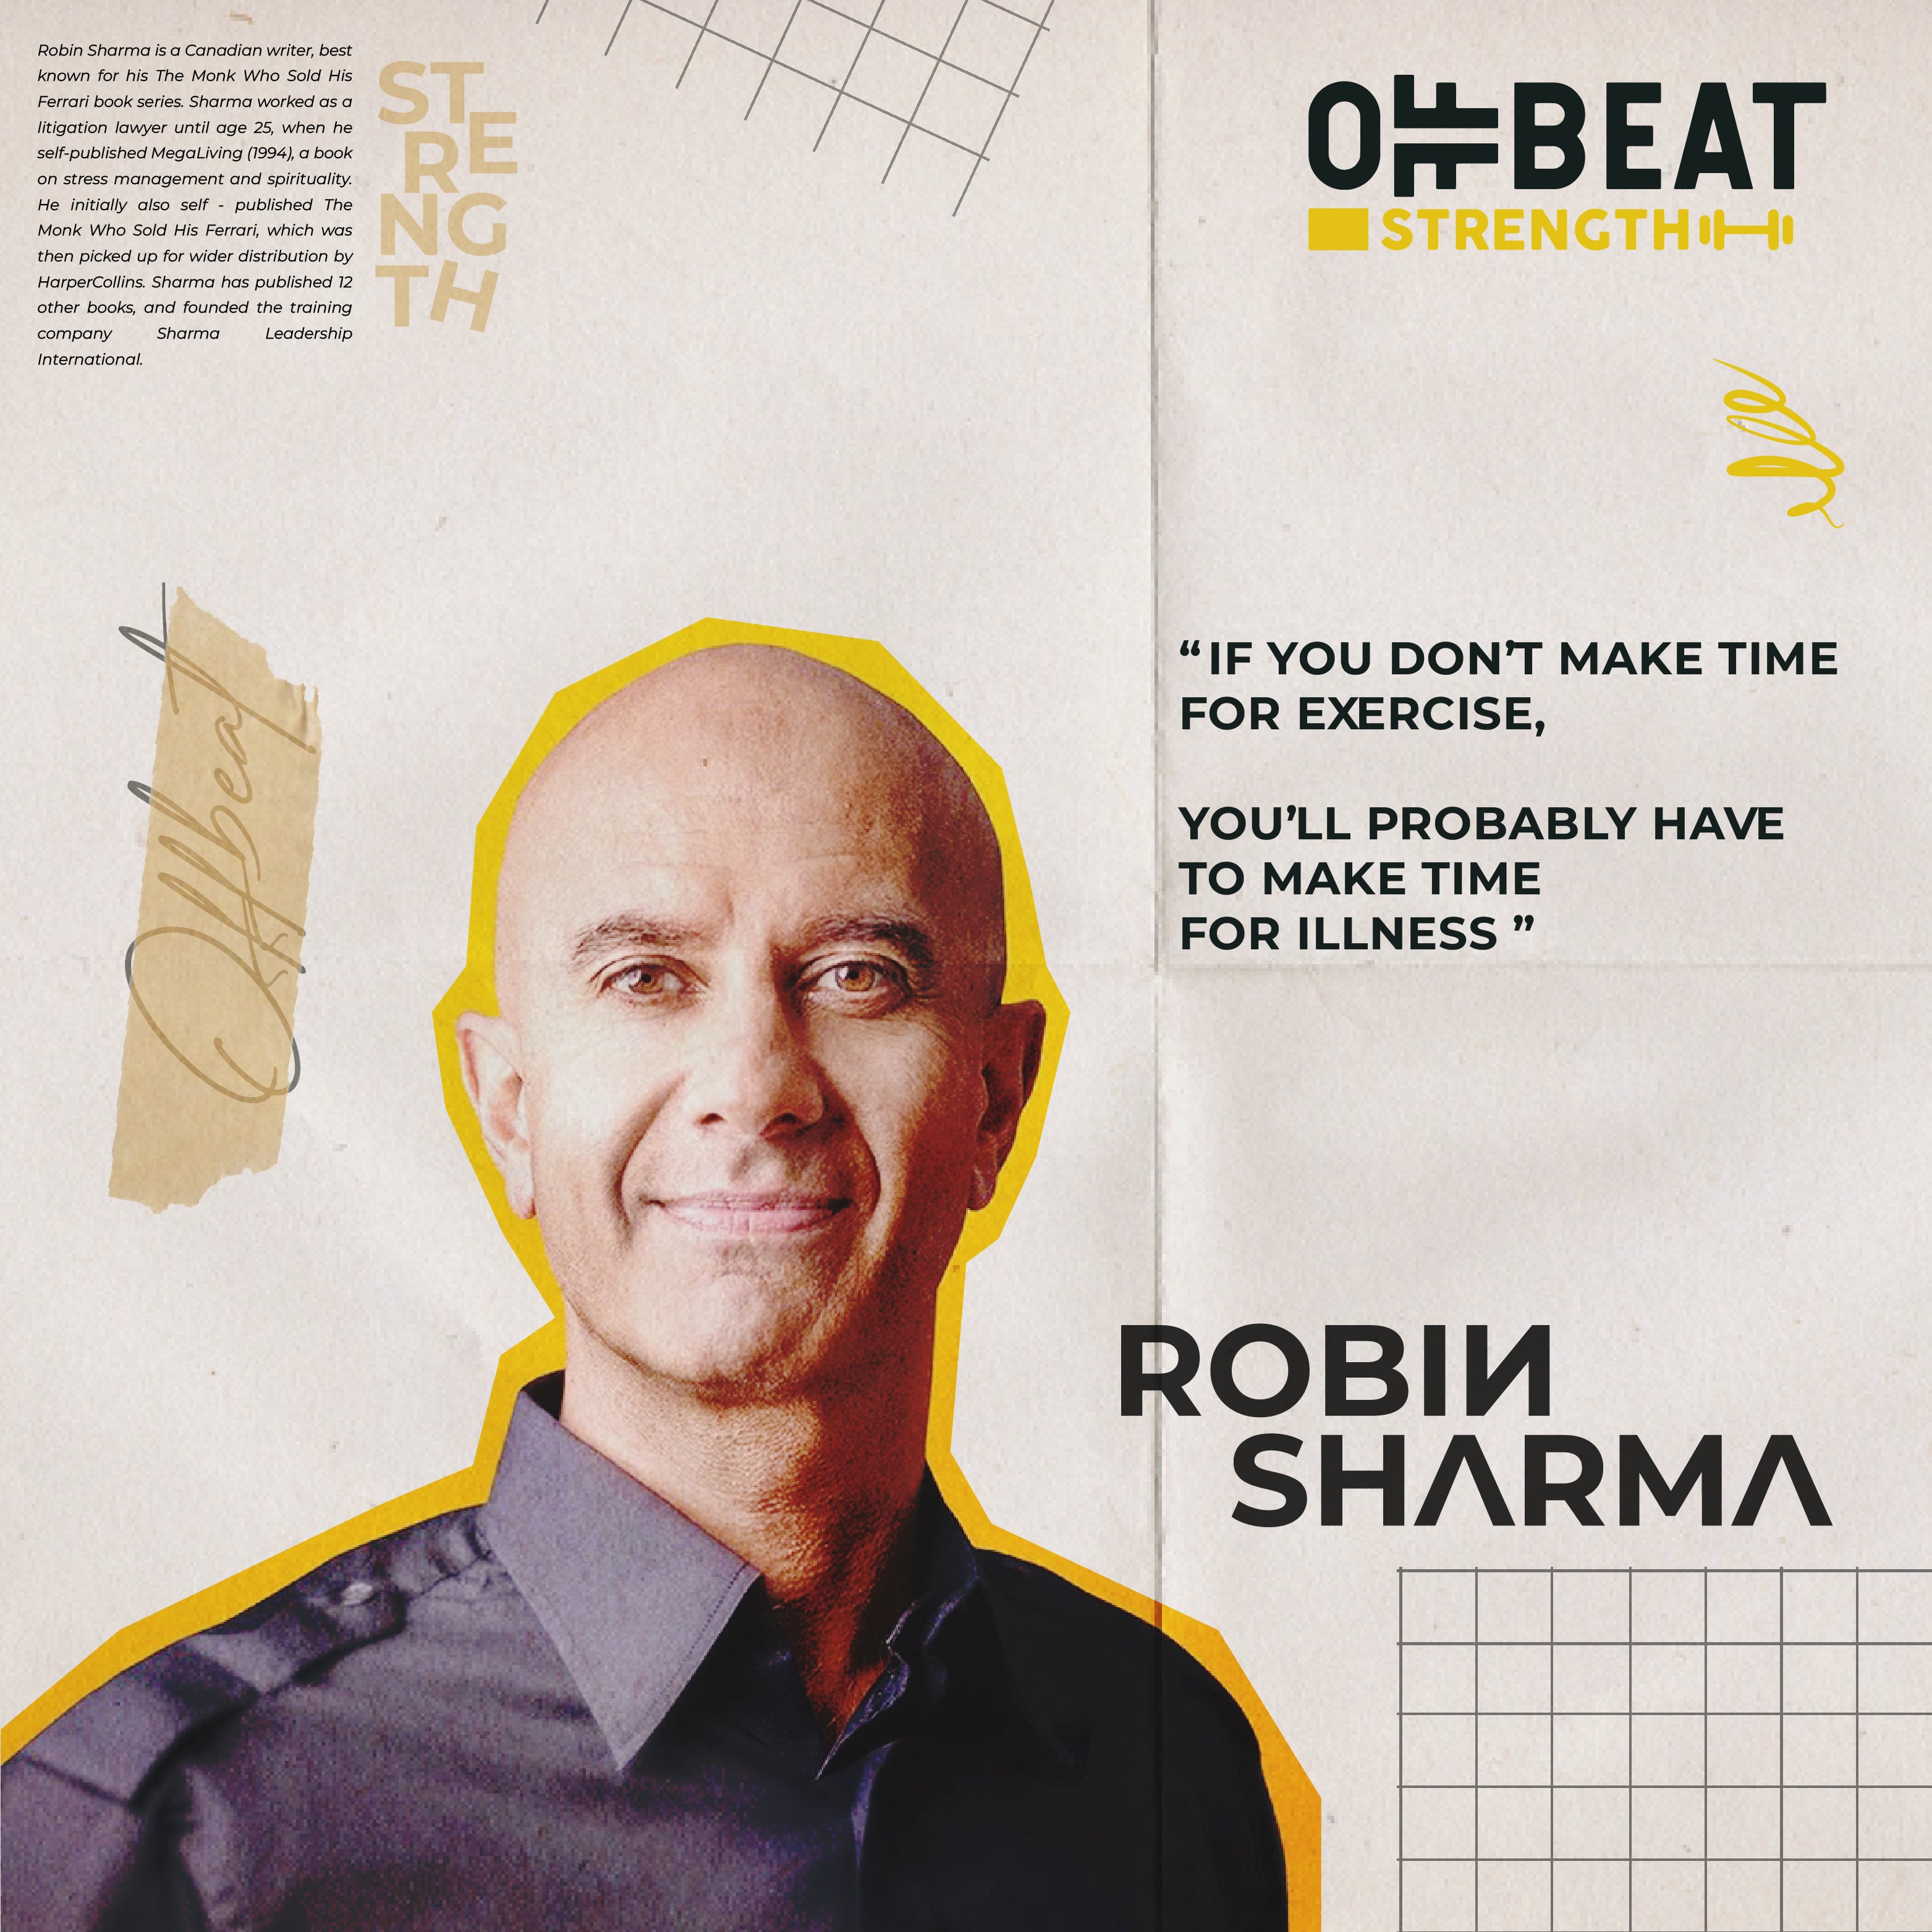 Robin Sharma is a Canadian writer, best
known for his The Monk Who Sold His
Ferrari book series. Sharma worked as a
litigation lawyer until age 25, when he
self-published MegaLiving (1994), a book
on stress management and spirituality.
He initially also self - published The
Monk Who Sold His Ferrari, which was
then picked up for wider distribution by
HarperCollins. Sharma has published 12
other books, and founded the training
company Sharma Leadership
International.
ST
RE
NG
TH
OFFBEAT
STRENGTH
Offbeat
“ IF YOU DON’T MAKE TIME
FOR EXERCISE,
YOU’LL PROBABLY HAVE
TO MAKE TIME
FOR ILLNESS ”
ROBIN
SHARMA